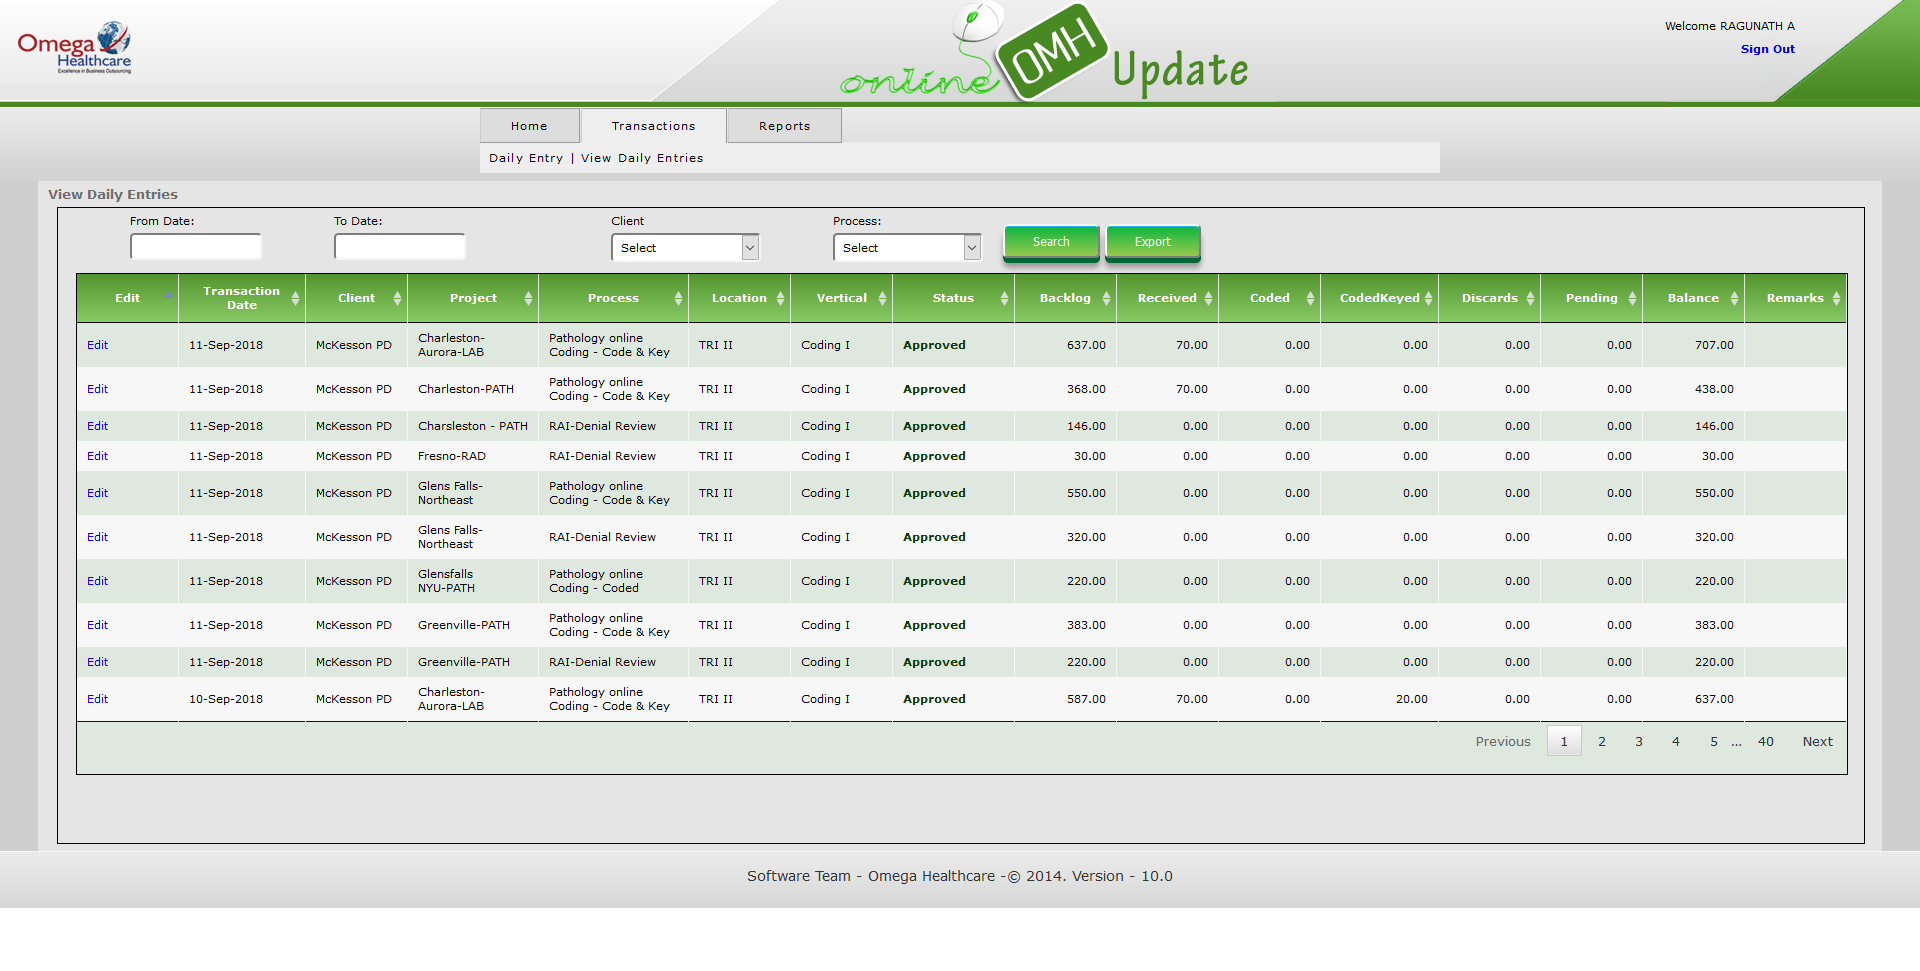 Omega
Healthcare
Excellence in Business Outsourcing
online OMH Update
Welcome RAGUNATH A
Sign Out
Home Transactions Reports
Daily Entry | View Daily Entries
View Daily Entries
From Date: To Date: Client Process:
Select Select Search Export
Edit Transaction Date Client Project Process Location Vertical Status Backlog Received Coded CodedKeyed Discards Pending Balance Remarks
Edit 11-Sep-2018 McKesson PD Charleston-Aurora-LAB Pathology online Coding - Code & Key TRI II Coding I Approved 637.00 70.00 0.00 0.00 0.00 0.00 707.00
Edit 11-Sep-2018 McKesson PD Charleston-PATH Pathology online Coding - Code & Key TRI II Coding I Approved 368.00 70.00 0.00 0.00 0.00 0.00 438.00
Edit 11-Sep-2018 McKesson PD Charsleston - PATH RAI-Denial Review TRI II Coding I Approved 146.00 0.00 0.00 0.00 0.00 0.00 146.00
Edit 11-Sep-2018 McKesson PD Fresno-RAD RAI-Denial Review TRI II Coding I Approved 30.00 0.00 0.00 0.00 0.00 0.00 30.00
Edit 11-Sep-2018 McKesson PD Glens Falls-Northeast Pathology online Coding - Code & Key TRI II Coding I Approved 550.00 0.00 0.00 0.00 0.00 0.00 550.00
Edit 11-Sep-2018 McKesson PD Glens Falls-Northeast RAI-Denial Review TRI II Coding I Approved 320.00 0.00 0.00 0.00 0.00 0.00 320.00
Edit 11-Sep-2018 McKesson PD Glensfalls NYU-PATH Pathology online Coding - Coded TRI II Coding I Approved 220.00 0.00 0.00 0.00 0.00 0.00 220.00
Edit 11-Sep-2018 McKesson PD Greenville-PATH Pathology online Coding - Code & Key TRI II Coding I Approved 383.00 0.00 0.00 0.00 0.00 0.00 383.00
Edit 11-Sep-2018 McKesson PD Greenville-PATH RAI-Denial Review TRI II Coding I Approved 220.00 0.00 0.00 0.00 0.00 0.00 220.00
Edit 10-Sep-2018 McKesson PD Charleston-Aurora-LAB Pathology online Coding - Code & Key TRI II Coding I Approved 587.00 70.00 0.00 20.00 0.00 0.00 637.00
Previous 1 2 3 4 5 ... 40 Next
Software Team - Omega Healthcare -© 2014. Version - 10.0